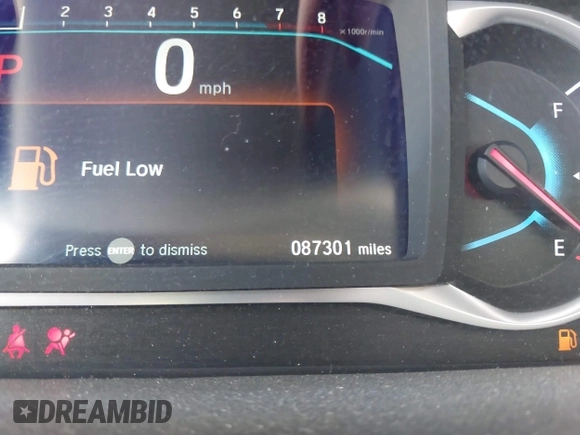 2 3 4 5 6 7 8
x1000r/min
P
0 mph
F
Fuel Low
E
Press ENTER to dismiss
087301 miles
DREAMBID